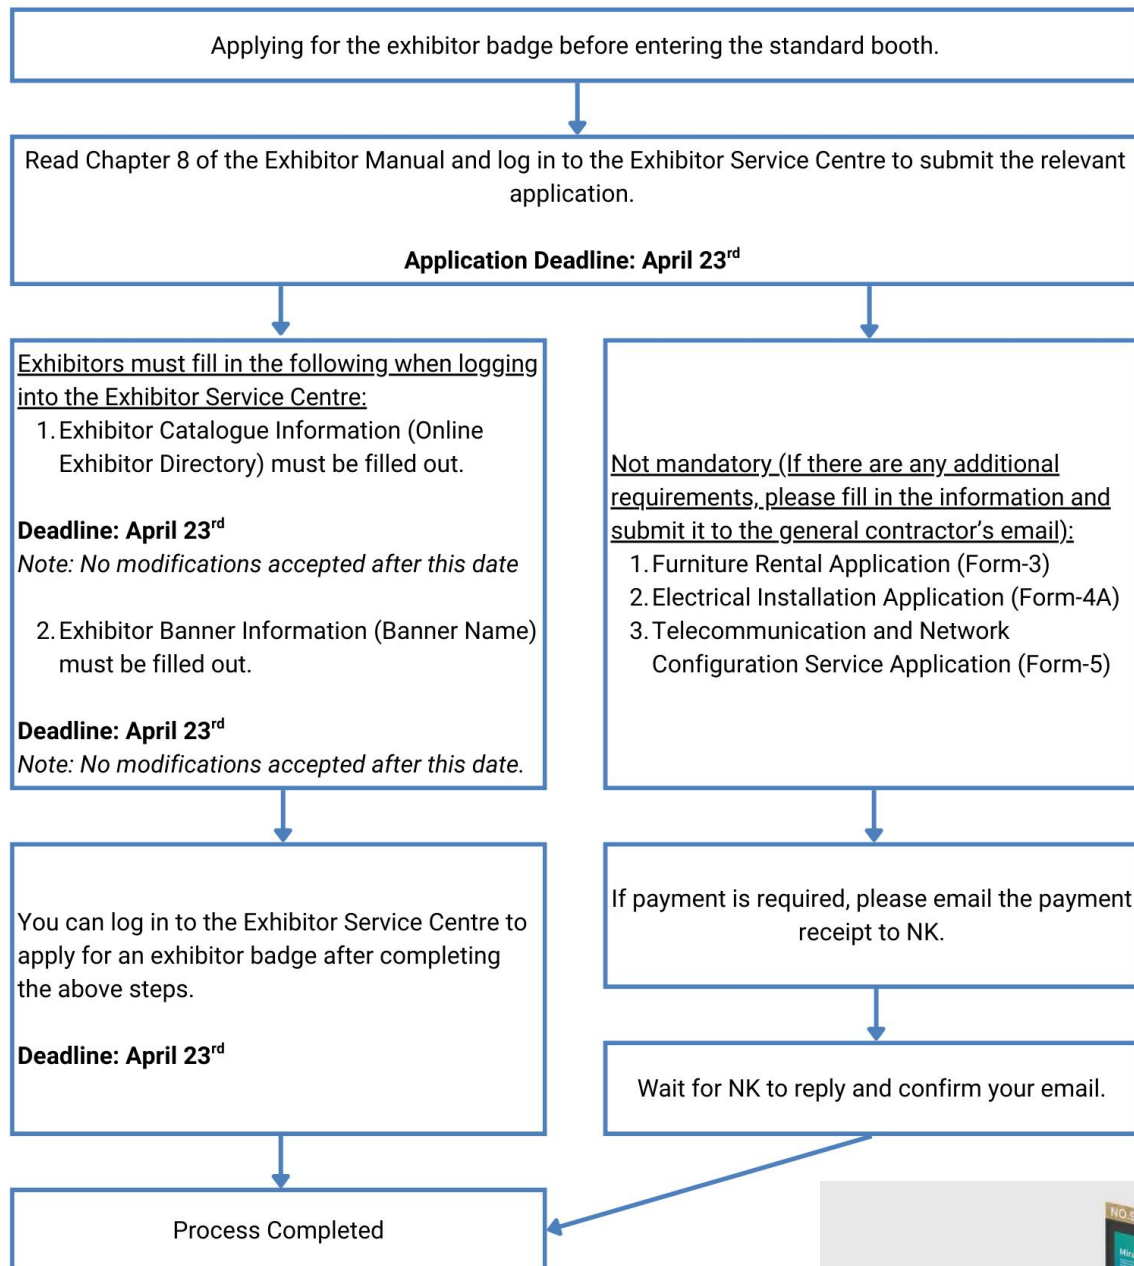 Applying for the exhibitor badge before entering the standard booth.
Read Chapter 8 of the Exhibitor Manual and log in to the Exhibitor Service Centre to submit the relevant
application.
Application Deadline: April 23rd
Exhibitors must fill in the following when logging
into the Exhibitor Service Centre:
1. Exhibitor Catalogue Information (Online
Exhibitor Directory) must be filled out.
Deadline: April 23rd
Note: No modifications accepted after this date
2. Exhibitor Banner Information (Banner Name)
must be filled out.
Deadline: April 23rd
Note: No modifications accepted after this date.
Not mandatory (If there are any additional
requirements, please fill in the information and
submit it to the general contractor’s email):
1. Furniture Rental Application (Form-3)
2. Electrical Installation Application (Form-4A)
3. Telecommunication and Network
Configuration Service Application (Form-5)
You can log in to the Exhibitor Service Centre to
apply for an exhibitor badge after completing
the above steps.
Deadline: April 23rd
If payment is required, please email the payment
receipt to NK.
Wait for NK to reply and confirm your email.
Process Completed